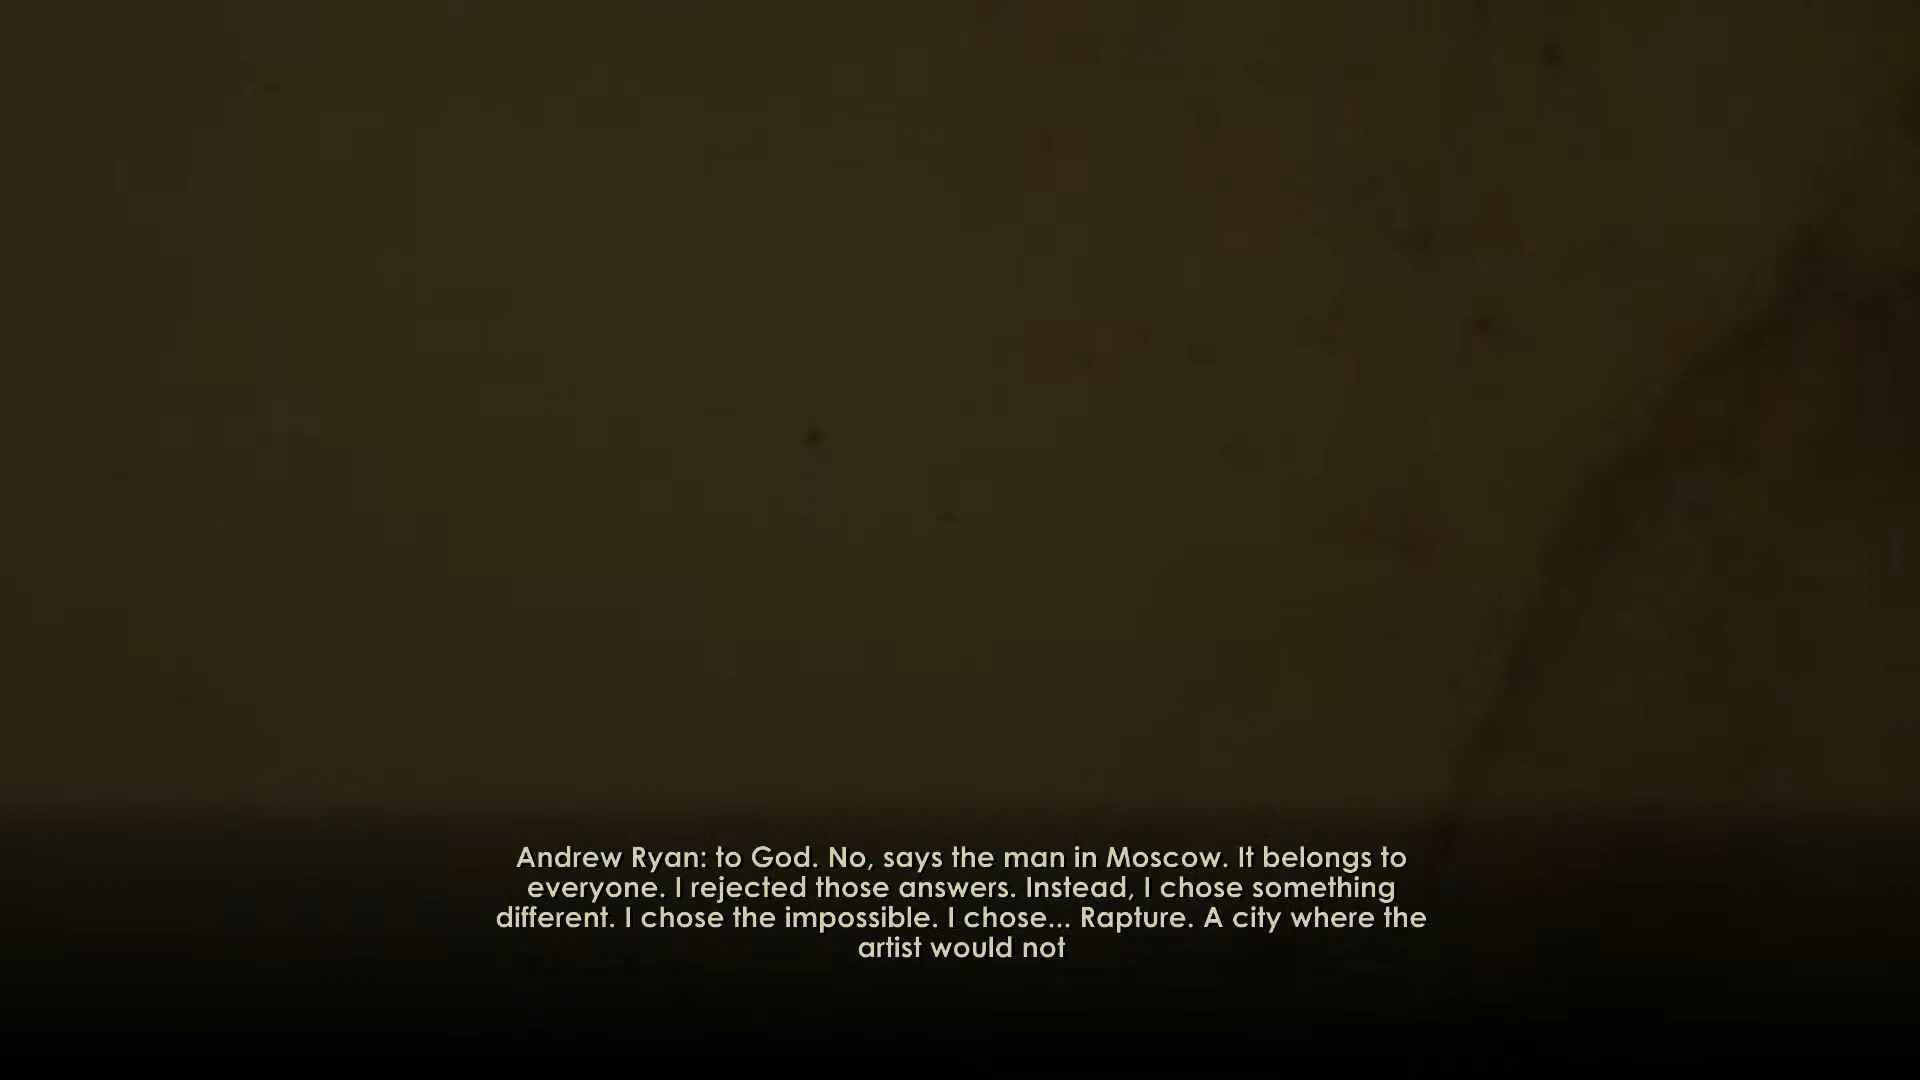 Andrew Ryan: to God. No, says the man in Moscow. It belongs to
everyone. I rejected those answers. Instead, I chose something
different. I chose the impossible. I chose... Rapture. A city where the
artist would not